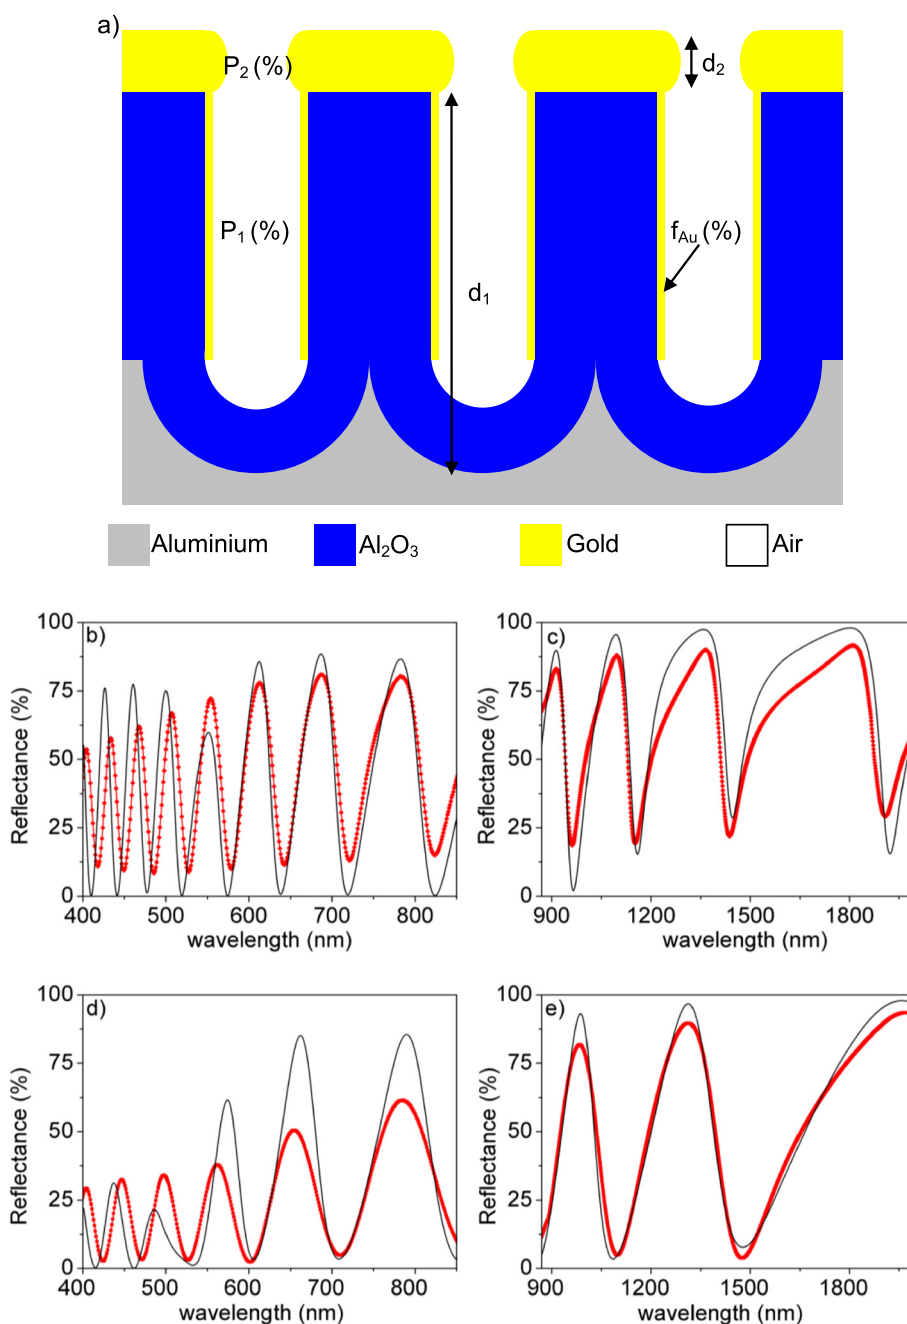 a)
P₂ (%)
d₂
P₁ (%)
f_Au (%)
d₁
Aluminium
Al₂O₃
Gold
Air
b)
100
75
50
25
0
Reflectance (%)
400 500 600 700 800
wavelength (nm)
c)
100
75
50
25
0
Reflectance (%)
900 1200 1500 1800
wavelength (nm)
d)
100
75
50
25
0
Reflectance (%)
400 500 600 700 800
wavelength (nm)
e)
100
75
50
25
0
Reflectance (%)
900 1200 1500 1800
wavelength (nm)